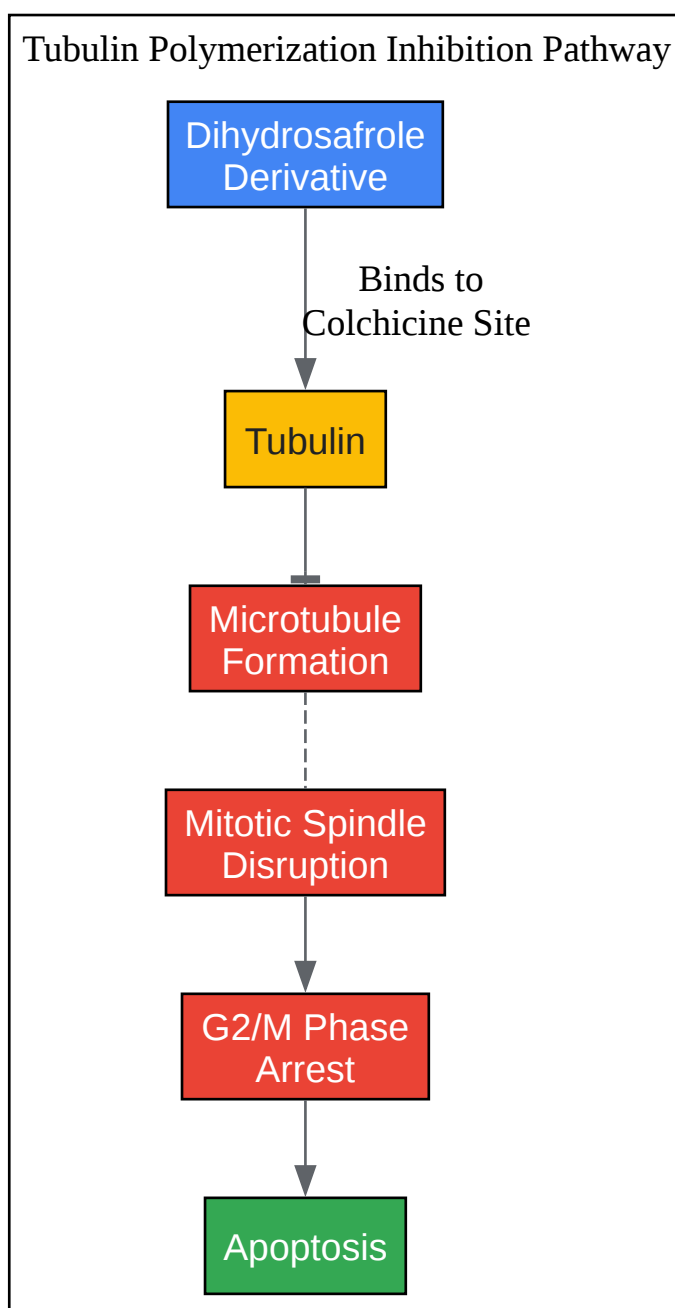 Tubulin Polymerization Inhibition Pathway
Dihydrosafrole
Derivative
Binds to
Colchicine Site
Tubulin
Microtubule
Formation
Mitotic Spindle
Disruption
G2/M Phase
Arrest
Apoptosis